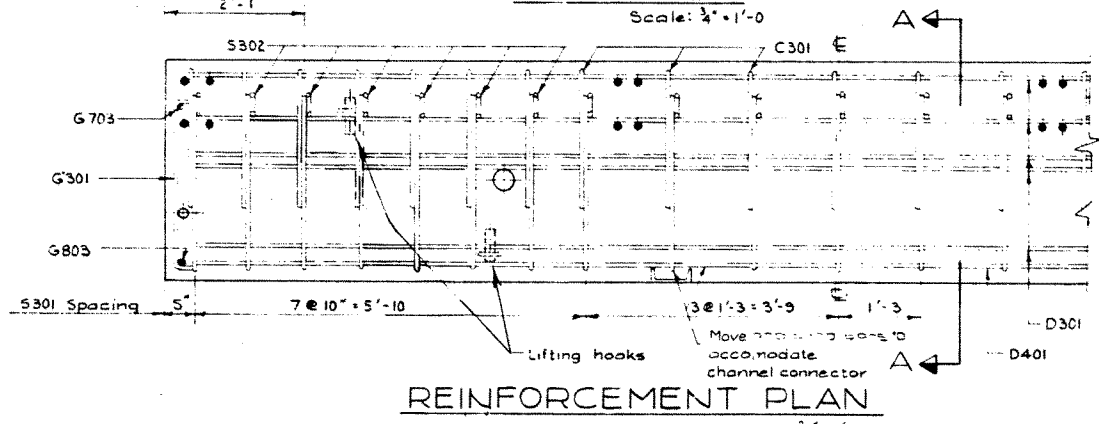 2'-1
Scale: 3/4" = 1'-0
A
S302
C301
G703
G301
G803
S301 Spacing
5"
7 @ 10" = 5'-10
3 @ 1'-3 = 3'-9
1'-3
D301
D401
Lifting hooks
Move
accomodate
channel connector
A
REINFORCEMENT PLAN